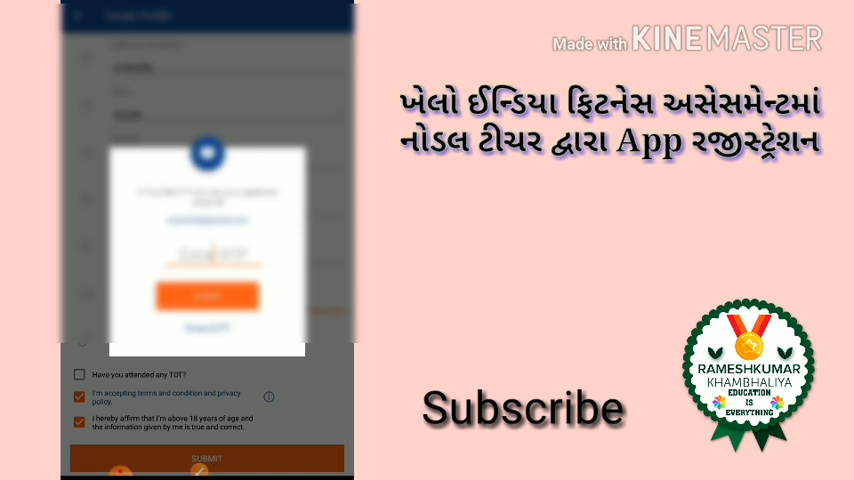 Made with KINEMASTER
ખેલો ઈન્ડિયા ફિટનેસ અસેસમેન્ટમાં
નોડલ ટીચર દ્વારા App રજીસ્ટ્રેશન
Have you attended any TOT?
I'm accepting terms and condition and privacy
policy.
I hereby affirm that I'm above 18 years of age and
the information given by me is true and correct.
SUBMIT
Subscribe
RAMESHKUMAR
KHAMBHALIYA
EDUCATION
IS
EVERYTHING